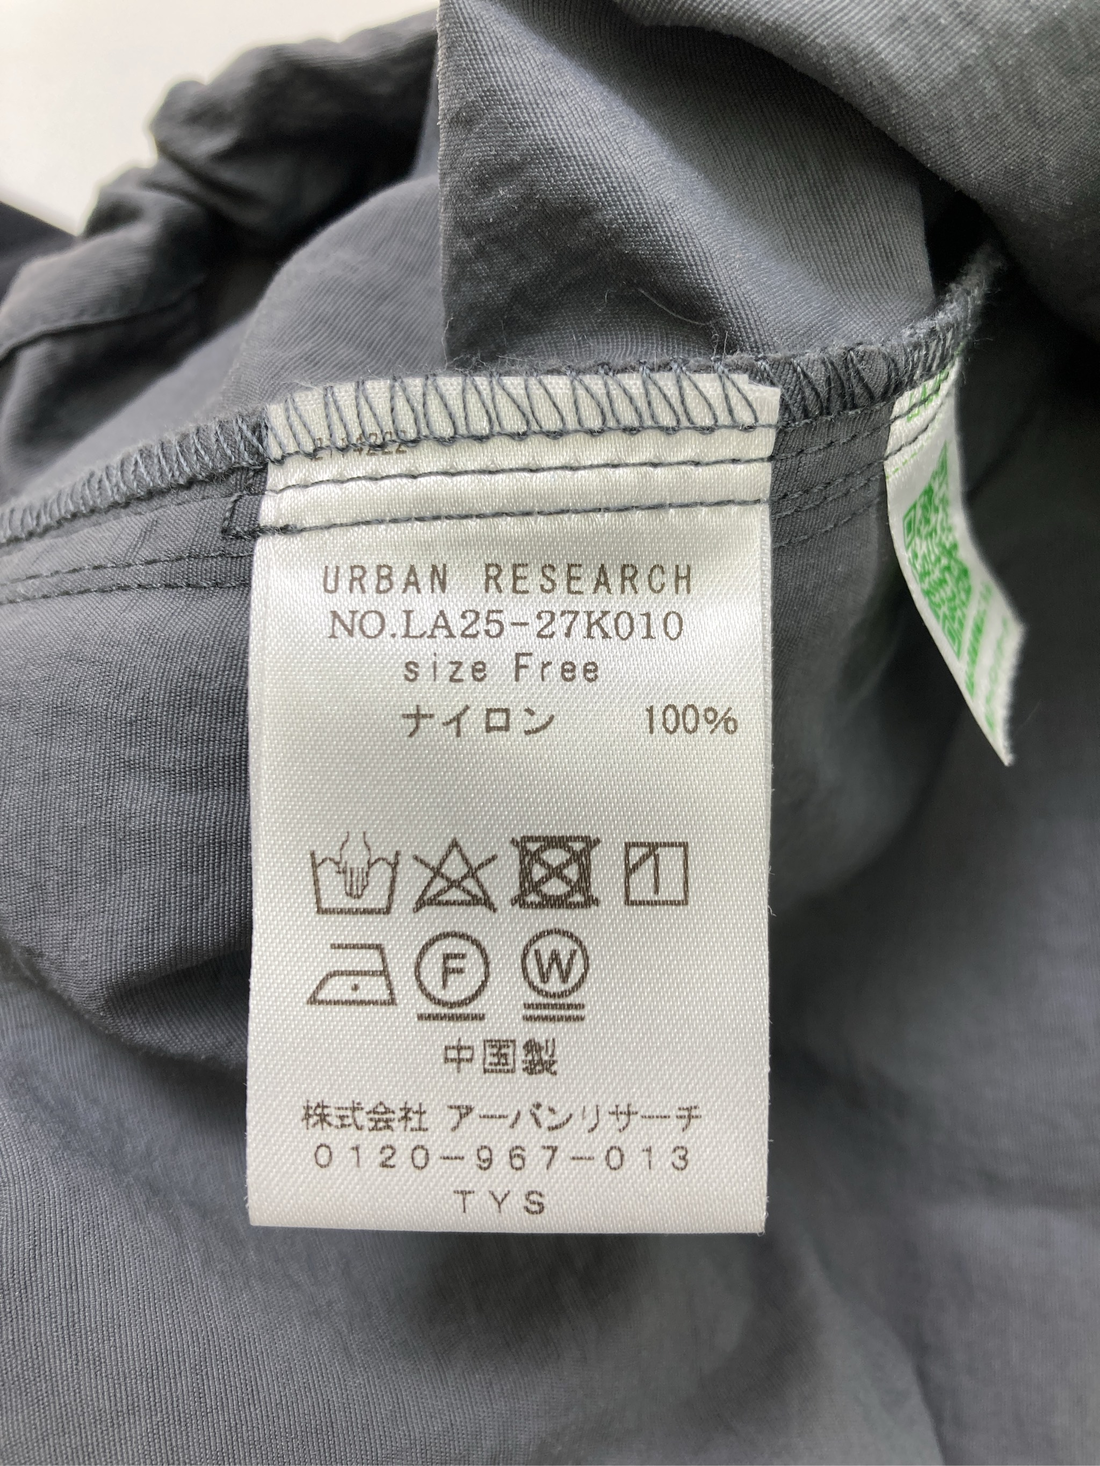 URBAN RESEARCH
NO.LA25-27K010
size Free
ナイロン 100%
F W
中国製
株式会社 アーバンリサーチ
0120-967-013
TYS